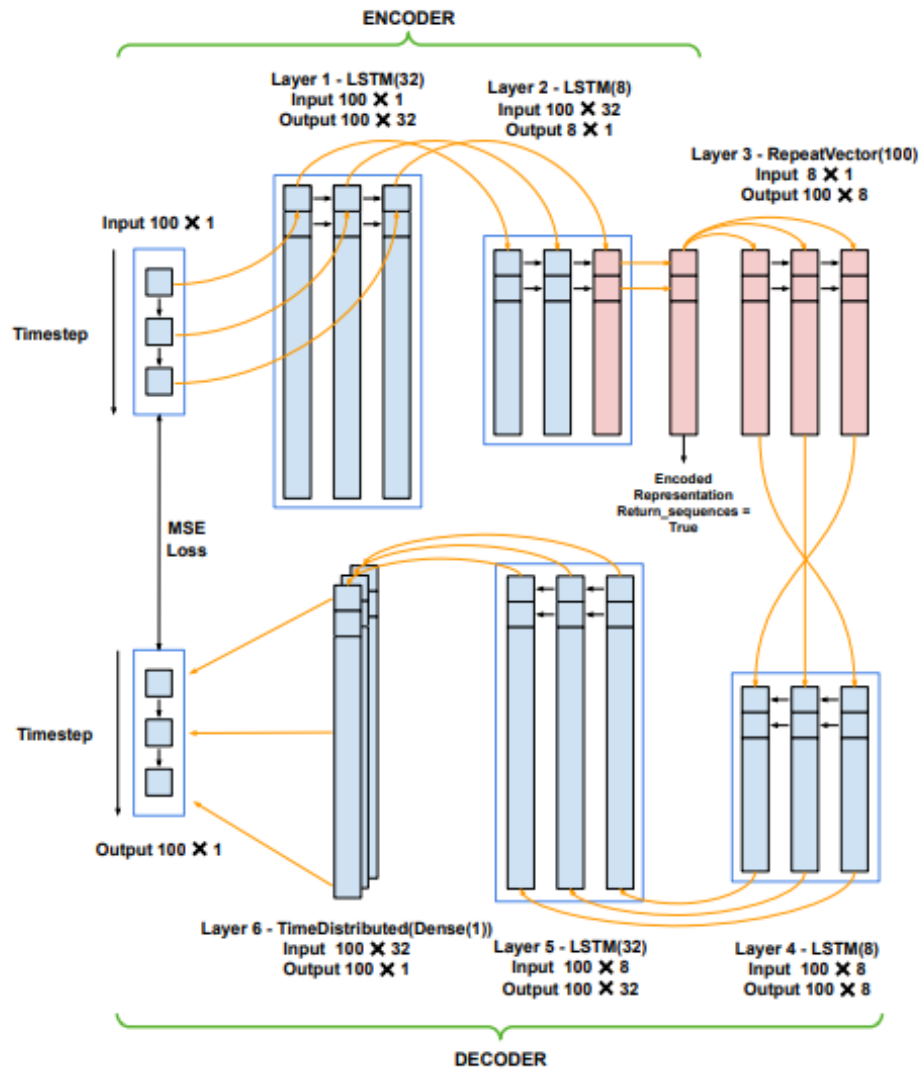 ENCODER
Layer 1 - LSTM(32)
Input 100 ✕ 1
Output 100 ✕ 32
Layer 2 - LSTM(8)
Input 100 ✕ 32
Output 8 ✕ 1
Layer 3 - RepeatVector(100)
Input 8 ✕ 1
Output 100 ✕ 8
Input 100 ✕ 1
Timestep
Encoded
Representation
Return_sequences =
True
MSE
Loss
Timestep
Output 100 ✕ 1
Layer 6 - TimeDistributed(Dense(1))
Input 100 ✕ 32
Output 100 ✕ 1
Layer 5 - LSTM(32)
Input 100 ✕ 8
Output 100 ✕ 32
Layer 4 - LSTM(8)
Input 100 ✕ 8
Output 100 ✕ 8
DECODER